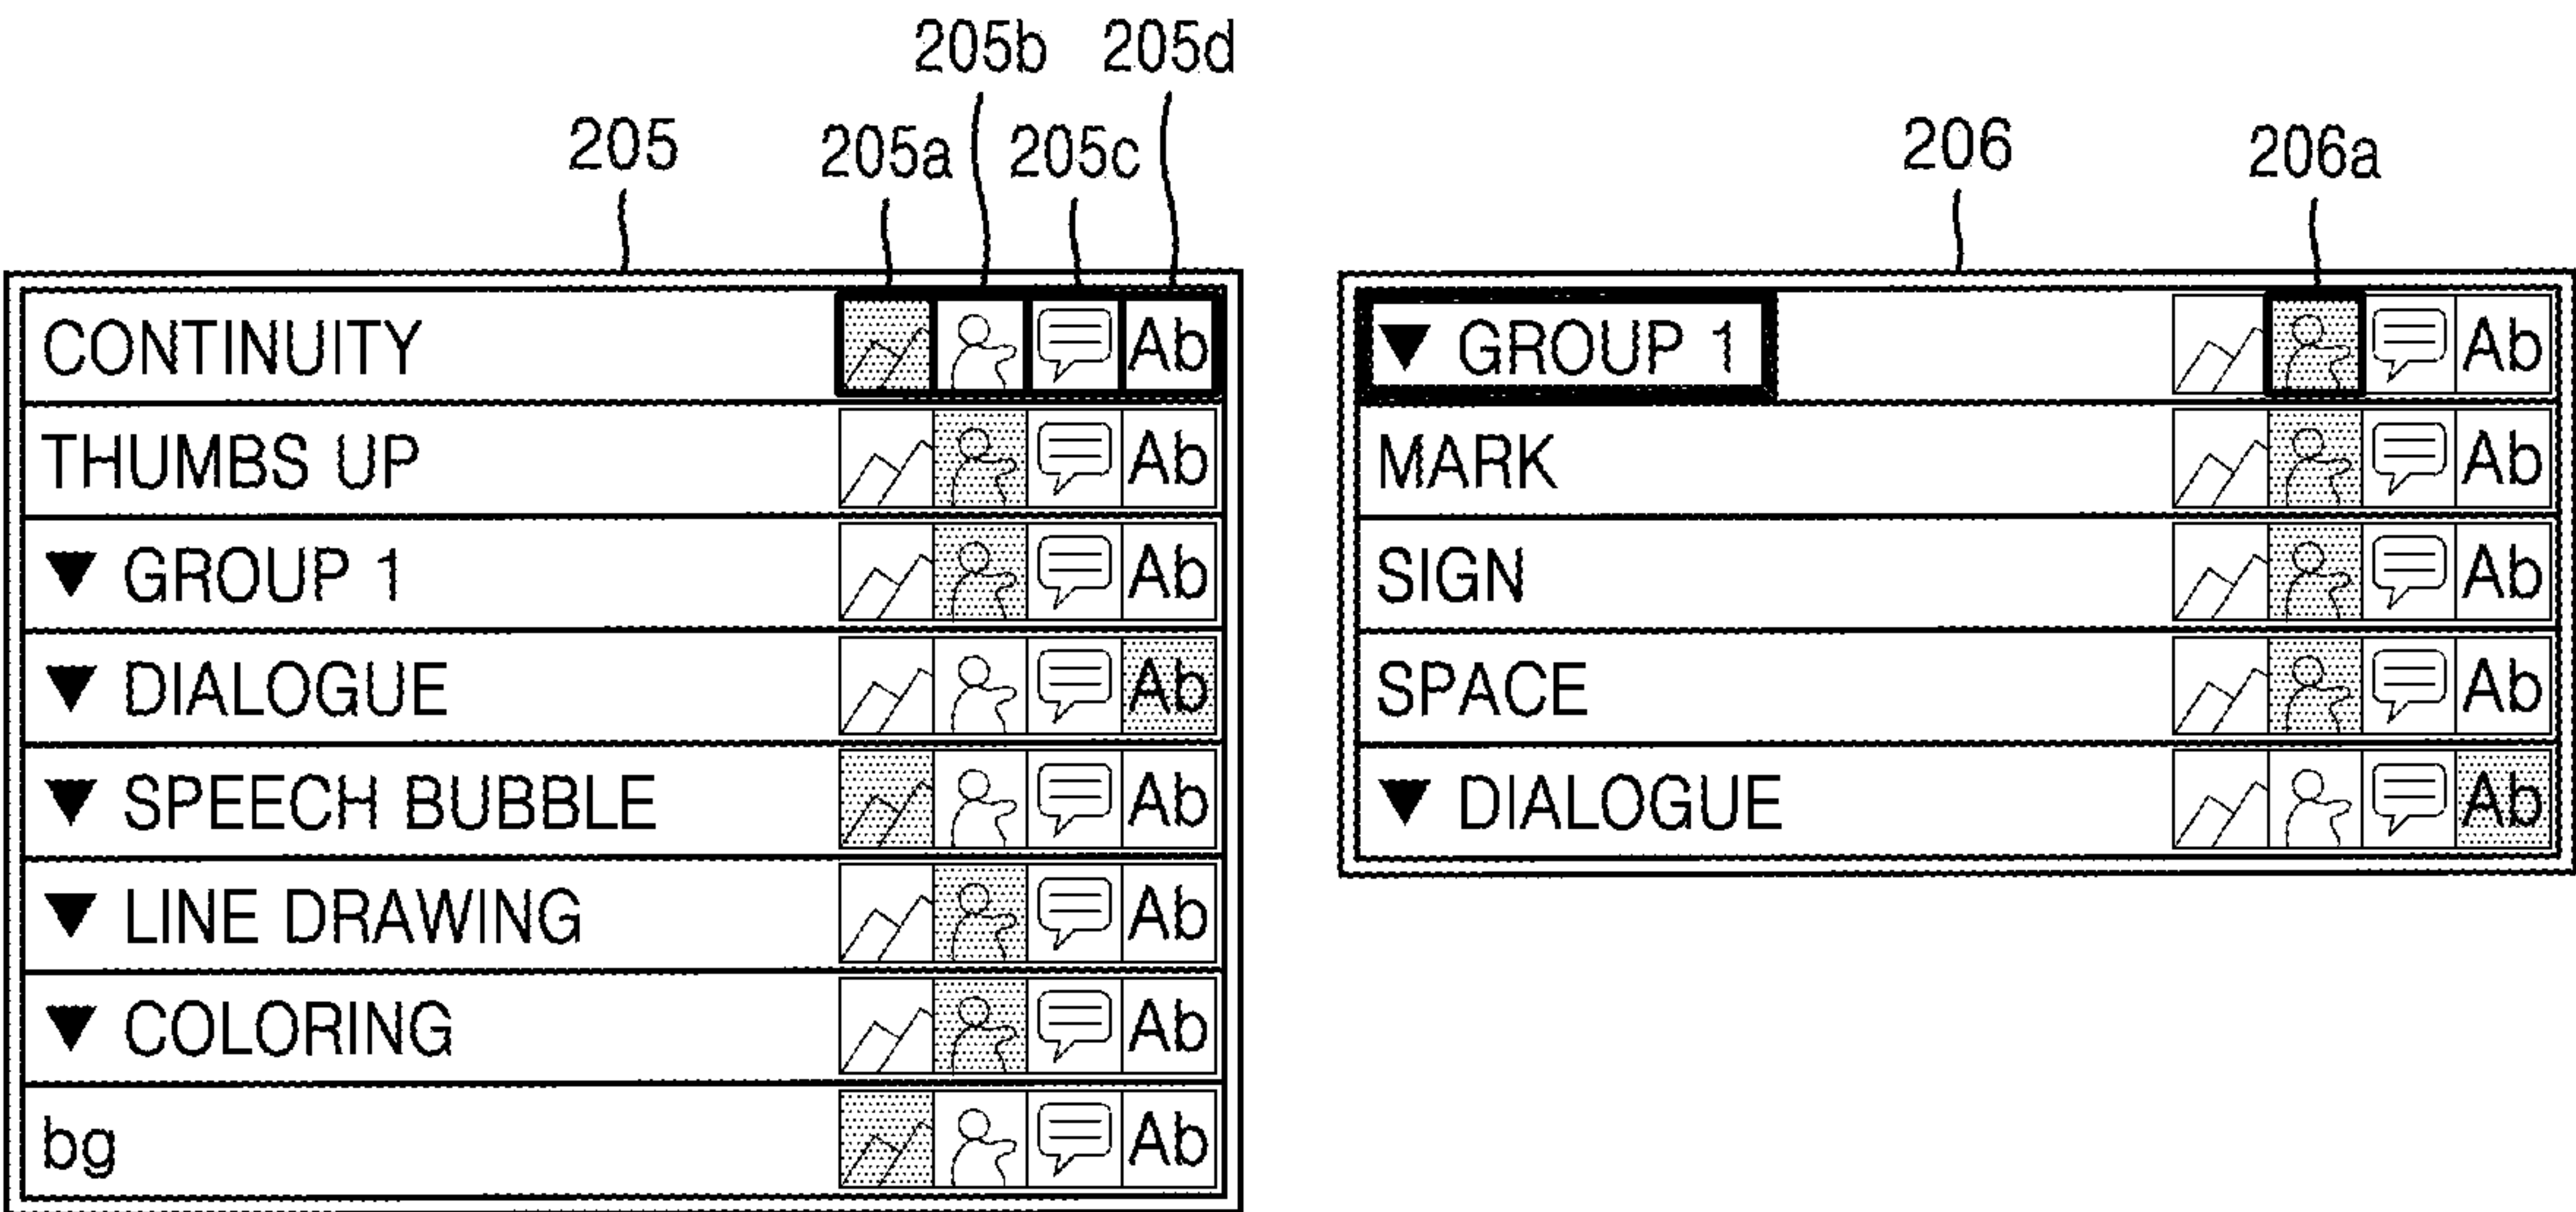 205b 205d
205 205a 205c
206 206a
CONTINUITY Ab
THUMBS UP Ab
▼ GROUP 1 Ab
▼ DIALOGUE Ab
▼ SPEECH BUBBLE Ab
▼ LINE DRAWING Ab
▼ COLORING Ab
bg Ab
▼ GROUP 1 Ab
MARK Ab
SIGN Ab
SPACE Ab
▼ DIALOGUE Ab